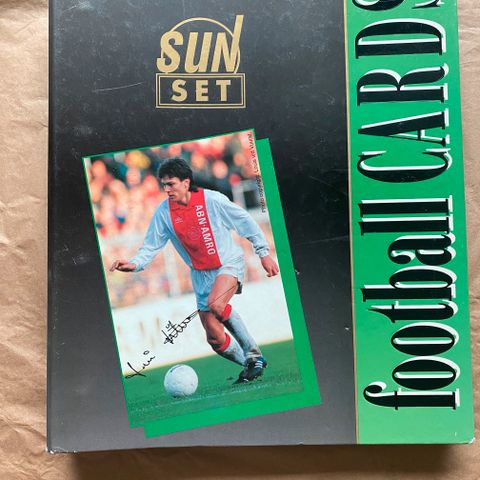 SUN
SET
football CARDS
ABN·AMRO